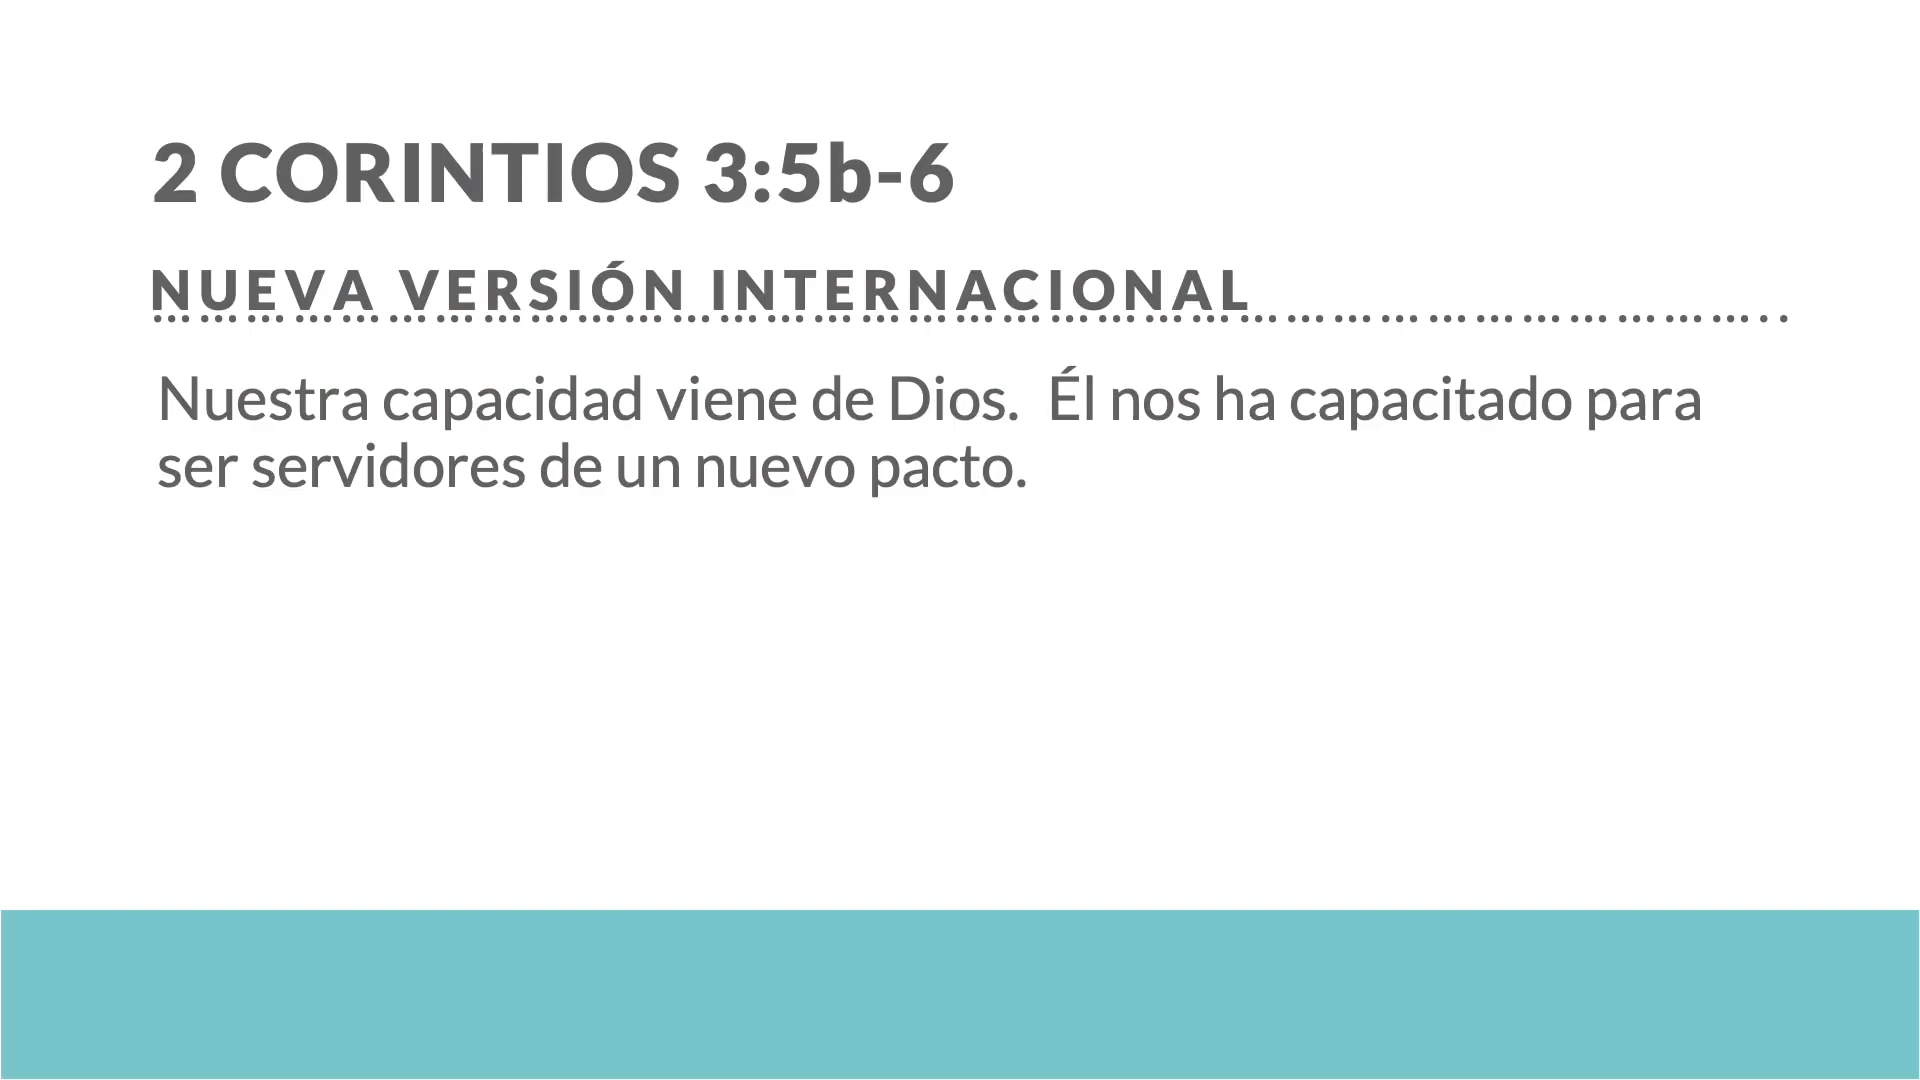 2 CORINTIOS 3:5b-6
NUEVA VERSIÓN INTERNACIONAL
Nuestra capacidad viene de Dios.  Él nos ha capacitado para
ser servidores de un nuevo pacto.